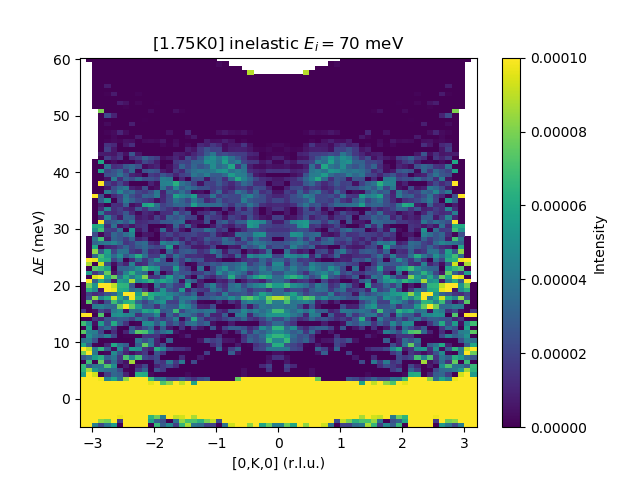 [1.75K0] inelastic $E_i = 70$ meV
60
50
40
30
20
10
0
ΔE (meV)
−3 −2 −1 0 1 2 3
[0,K,0] (r.l.u.)
0.00010
0.00008
0.00006
0.00004
0.00002
0.00000
Intensity